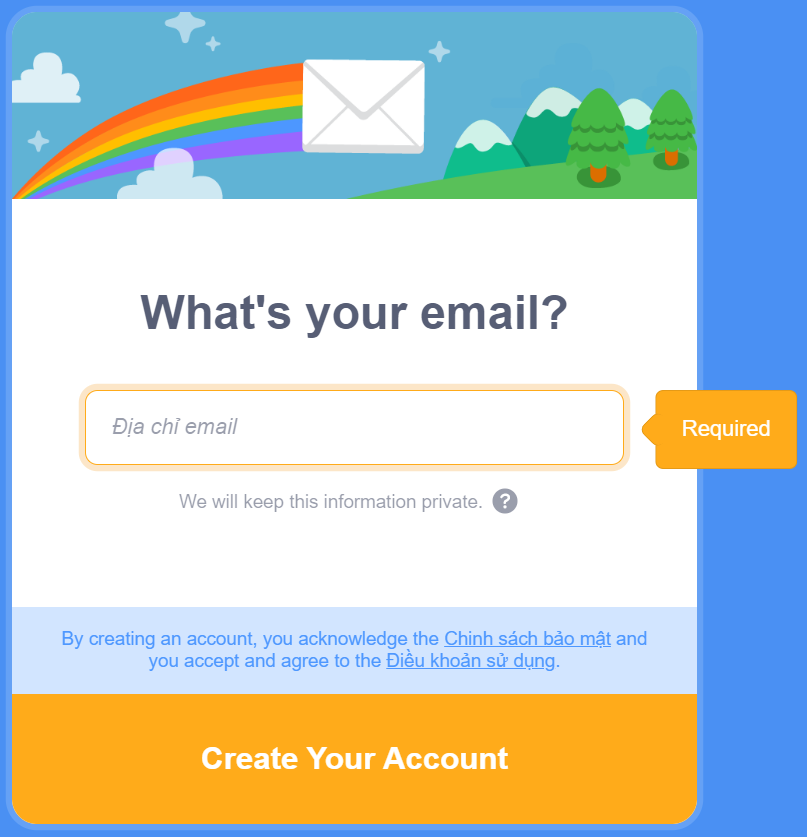 What's your email?
Địa chỉ email
Required
We will keep this information private. ?
By creating an account, you acknowledge the Chinh sách bảo mật and
you accept and agree to the Điều khoản sử dụng.
Create Your Account